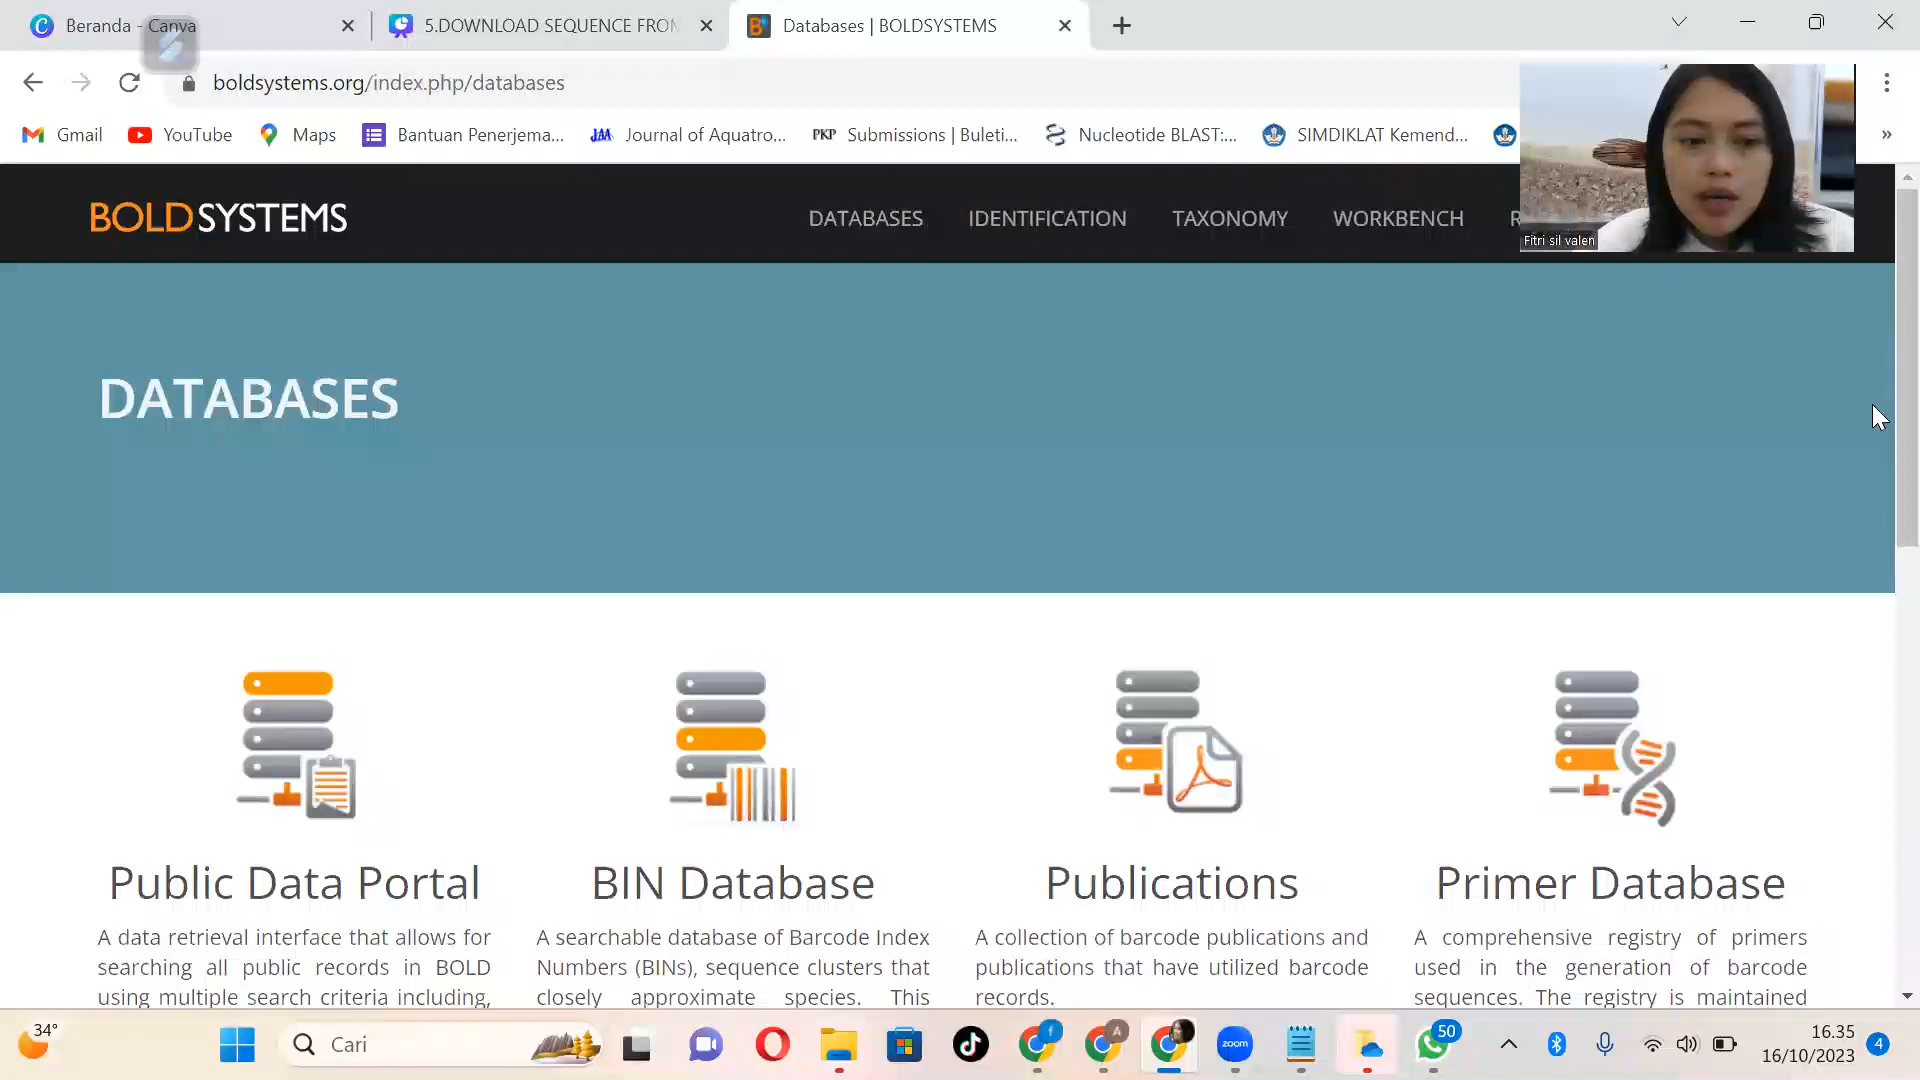 Beranda - Canva
5.DOWNLOAD SEQUENCE FROM
Databases | BOLDSYSTEMS
boldsystems.org/index.php/databases
Gmail
YouTube
Maps
Bantuan Penerjema...
Journal of Aquatro...
PKP Submissions | Buleti...
Nucleotide BLAST:...
SIMDIKLAT Kemend...
»
BOLDSYSTEMS
DATABASES
IDENTIFICATION
TAXONOMY
WORKBENCH
R
Fitri sil valen
DATABASES
Public Data Portal
A data retrieval interface that allows for
searching all public records in BOLD
using multiple search criteria including,
BIN Database
A searchable database of Barcode Index
Numbers (BINs), sequence clusters that
closely approximate species. This
Publications
A collection of barcode publications and
publications that have utilized barcode
records.
Primer Database
A comprehensive registry of primers
used in the generation of barcode
sequences. The registry is maintained
34°
Cari
f
A
zoom
50
16.35
16/10/2023
4